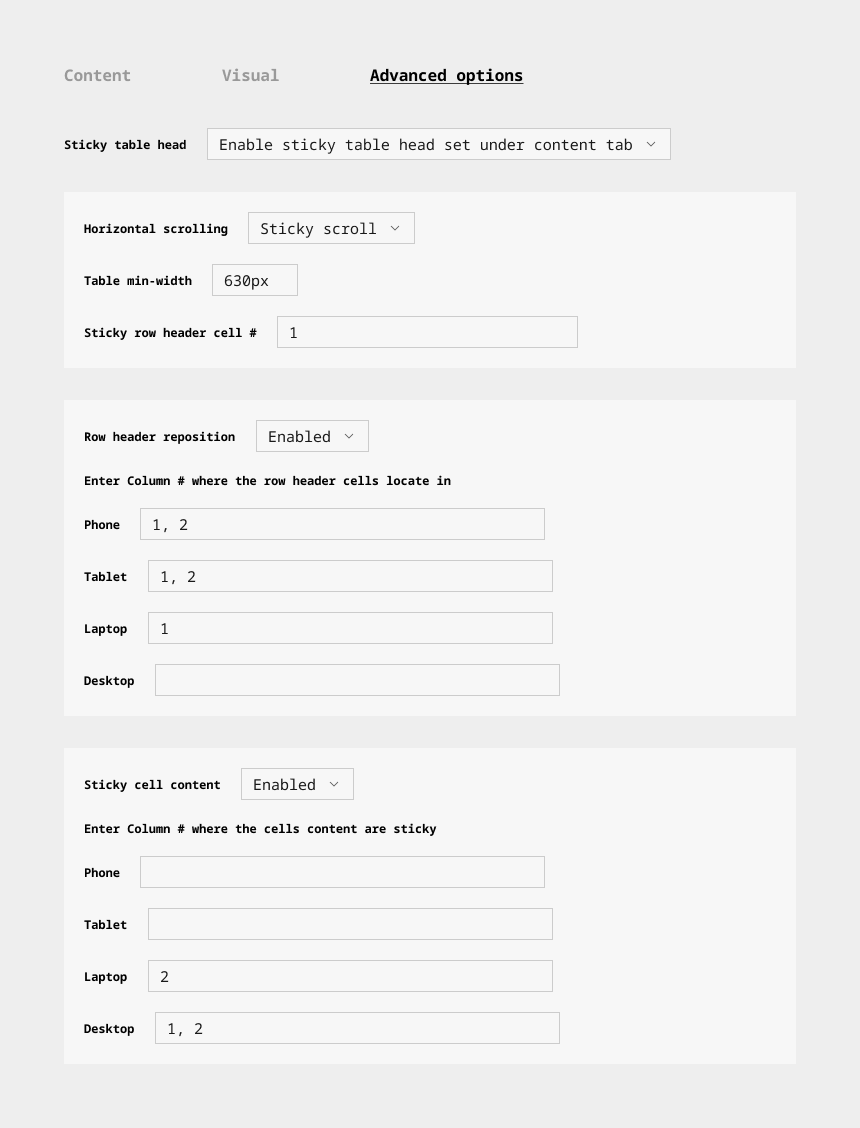 Content Visual Advanced options
Sticky table head Enable sticky table head set under content tab
Horizontal scrolling Sticky scroll
Table min-width 630px
Sticky row header cell # 1
Row header reposition Enabled
Enter Column # where the row header cells locate in
Phone 1, 2
Tablet 1, 2
Laptop 1
Desktop
Sticky cell content Enabled
Enter Column # where the cells content are sticky
Phone
Tablet
Laptop 2
Desktop 1, 2